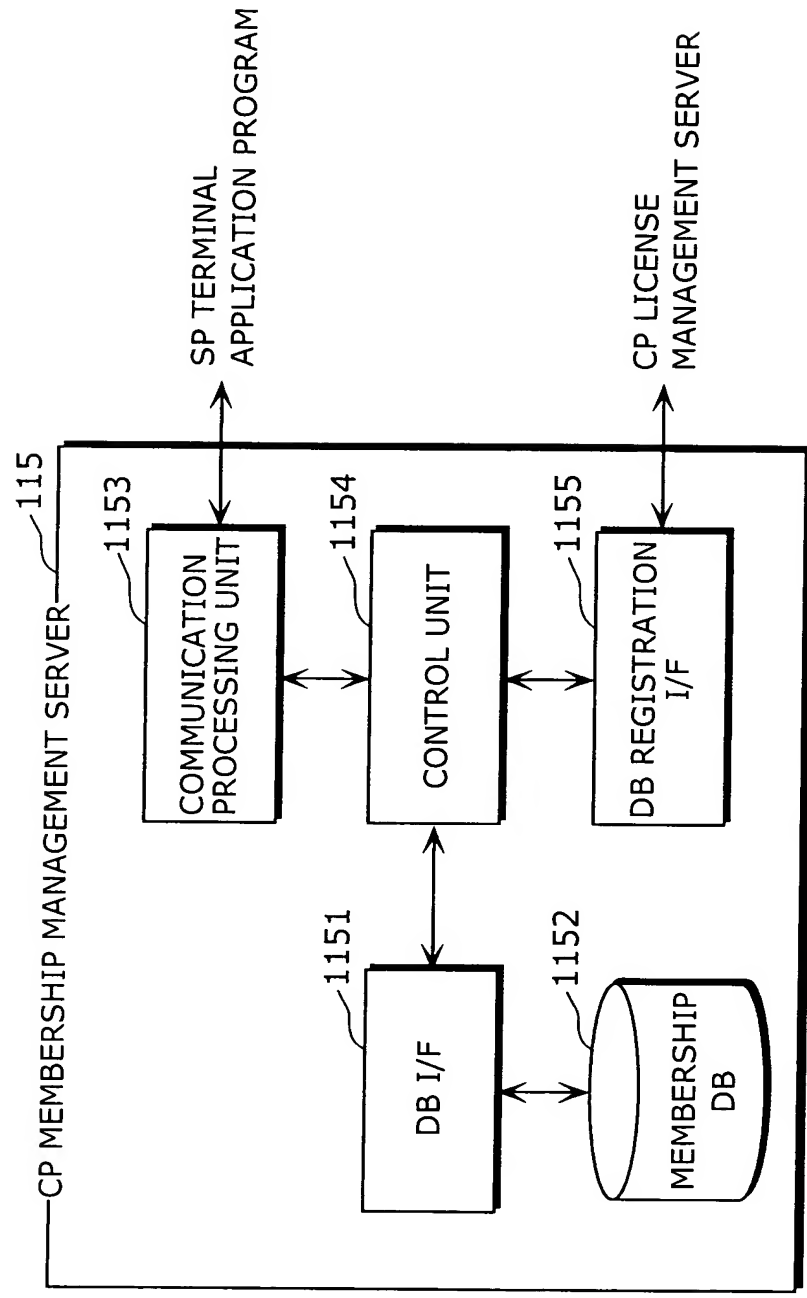 CP MEMBERSHIP MANAGEMENT SERVER
115
1153
COMMUNICATION
PROCESSING UNIT
SP TERMINAL
APPLICATION PROGRAM
1151
DB I/F
1154
CONTROL UNIT
1152
MEMBERSHIP
DB
1155
DB REGISTRATION
I/F
CP LICENSE
MANAGEMENT SERVER